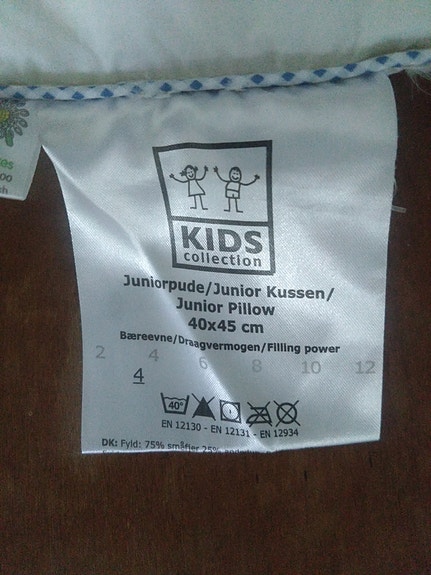 KIDS
collection
Juniorpude/Junior Kussen/
Junior Pillow
40x45 cm
Bæreevne/Draagvermogen/Filling power
2 4 6 8 10 12
4
40°
EN 12130 - EN 12131 - EN 12934
DK: Fyld: 75% småfjer 25%